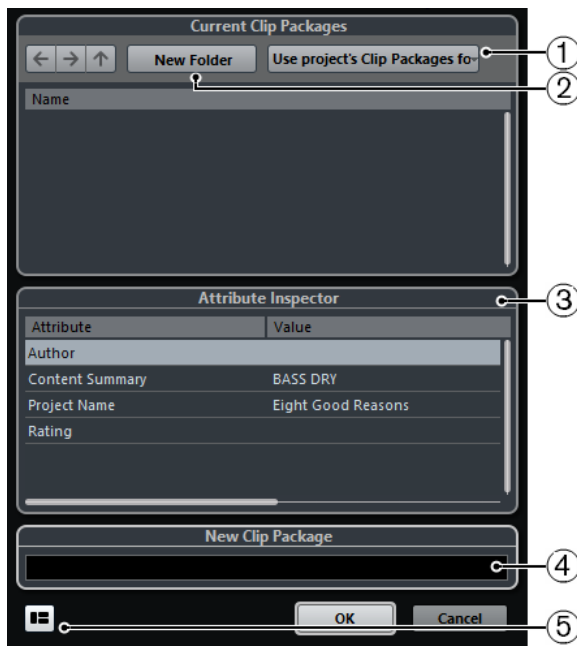 Current Clip Packages
New Folder
Use project's Clip Packages fo
1
2
Name
Attribute Inspector
3
Attribute Value
Author
Content Summary BASS DRY
Project Name Eight Good Reasons
Rating
New Clip Package
4
OK Cancel
5